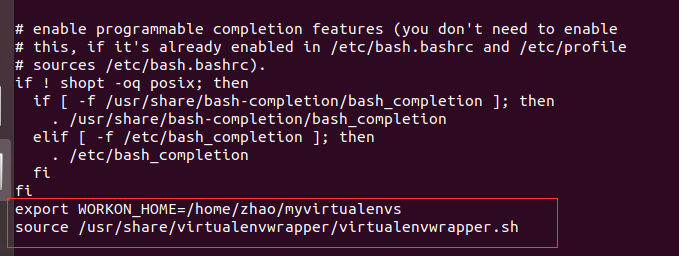 # enable programmable completion features (you don't need to enable
# this, if it's already enabled in /etc/bash.bashrc and /etc/profile
# sources /etc/bash.bashrc).
if ! shopt -oq posix; then
  if [ -f /usr/share/bash-completion/bash_completion ]; then
    . /usr/share/bash-completion/bash_completion
  elif [ -f /etc/bash_completion ]; then
    . /etc/bash_completion
  fi
fi
export WORKON_HOME=/home/zhao/myvirtualenvs
source /usr/share/virtualenvwrapper/virtualenvwrapper.sh